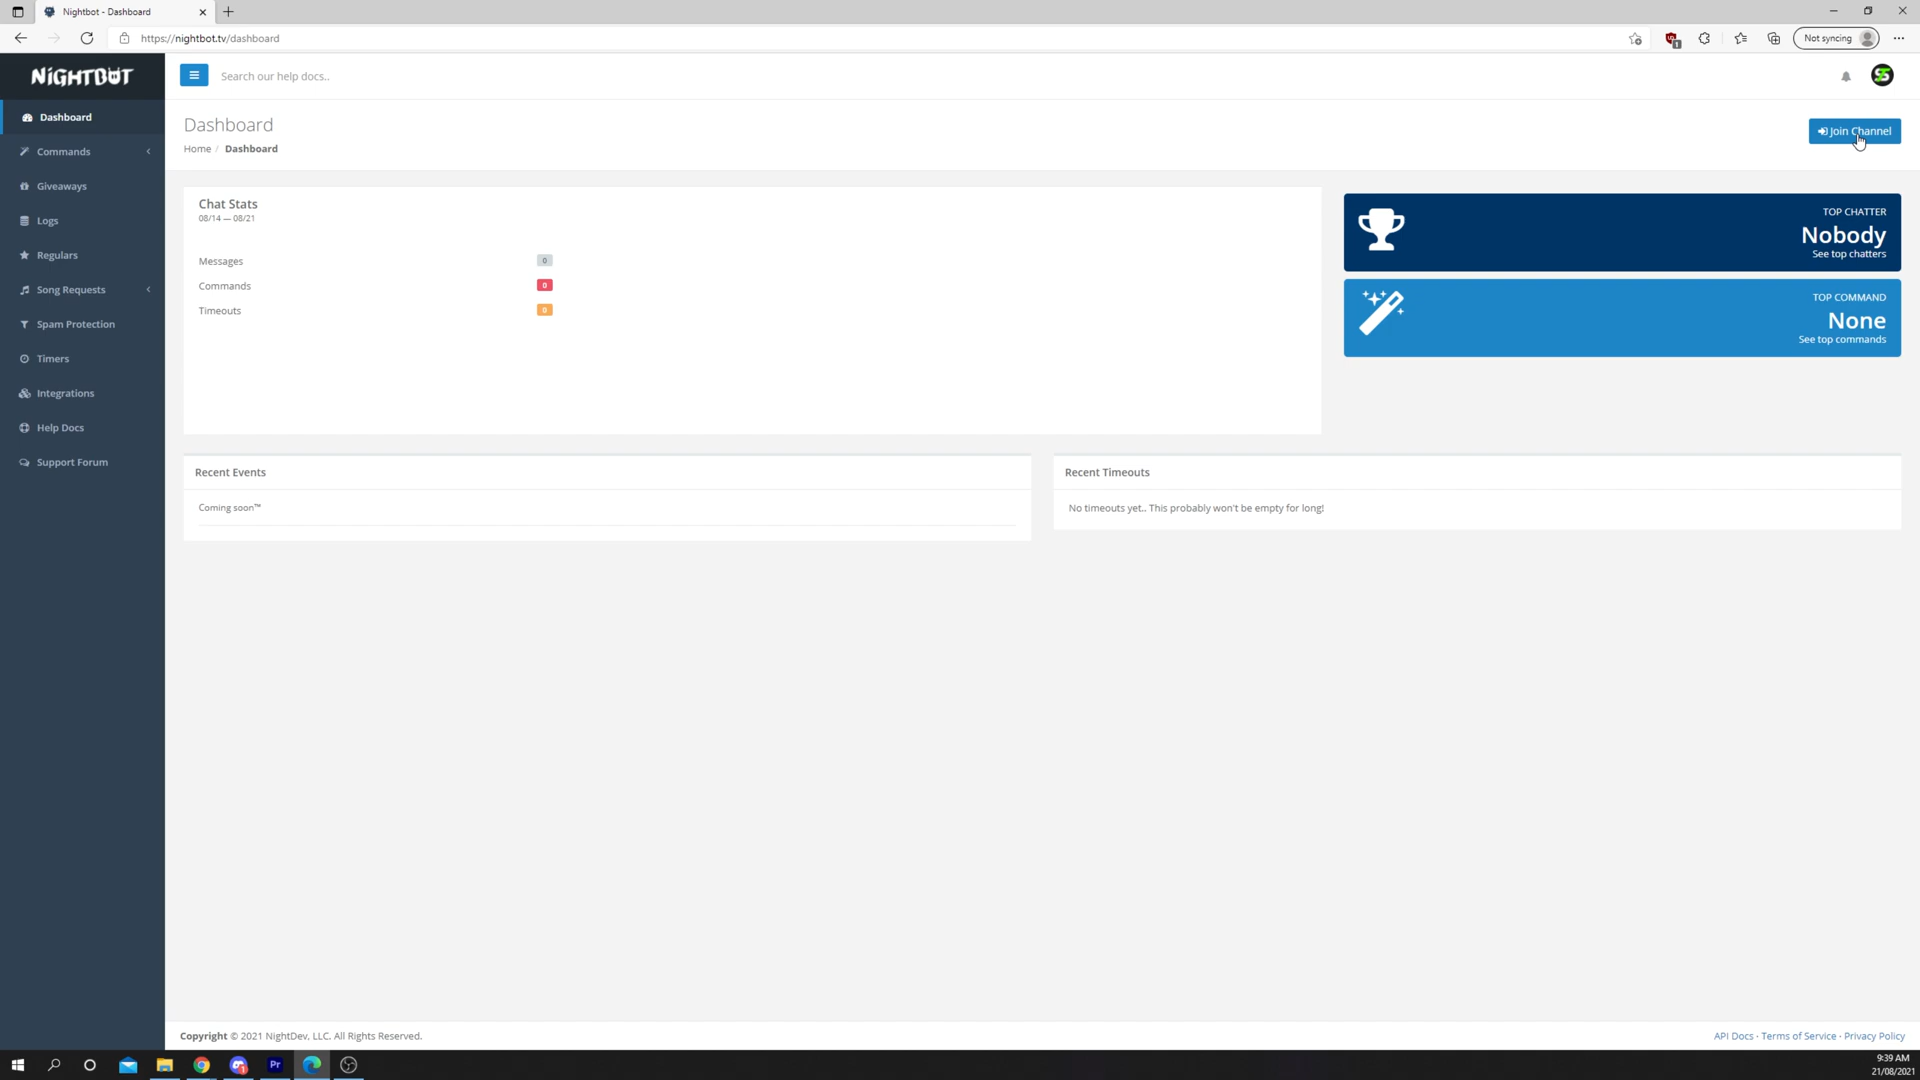 Nightbot - Dashboard
https://nightbot.tv/dashboard
1
Not syncing
NiGHTBOT
Search our help docs..
Dashboard
Commands
Giveaways
Logs
Regulars
Song Requests
Spam Protection
Timers
Integrations
Help Docs
Support Forum
Dashboard
Home / Dashboard
Join Channel
Chat Stats
08/14 — 08/21
Messages 0
Commands 0
Timeouts 0
TOP CHATTER
Nobody
See top chatters
TOP COMMAND
None
See top commands
Recent Events
Coming soon™
Recent Timeouts
No timeouts yet.. This probably won't be empty for long!
Copyright © 2021 NightDev, LLC. All Rights Reserved.
API Docs · Terms of Service · Privacy Policy
Pr
9:39 AM
21/08/2021